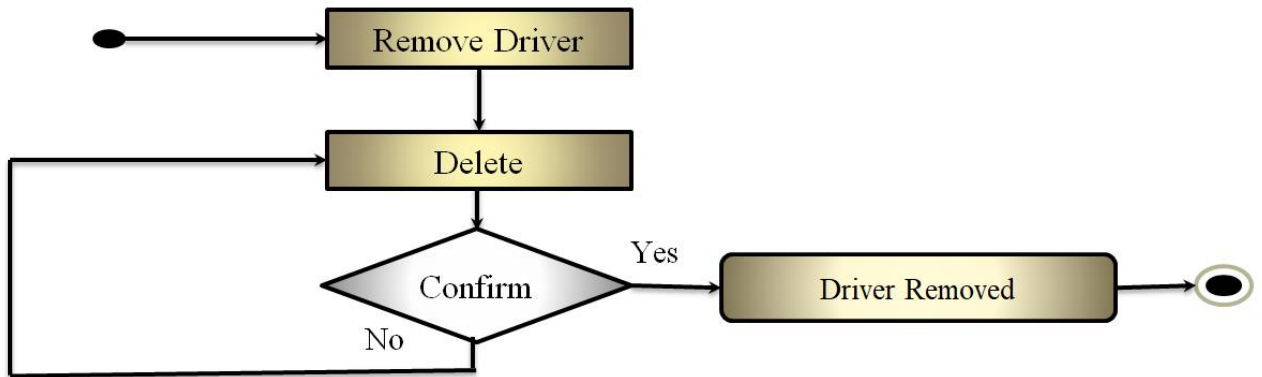 Remove Driver
Delete
Confirm
Yes
Driver Removed
No